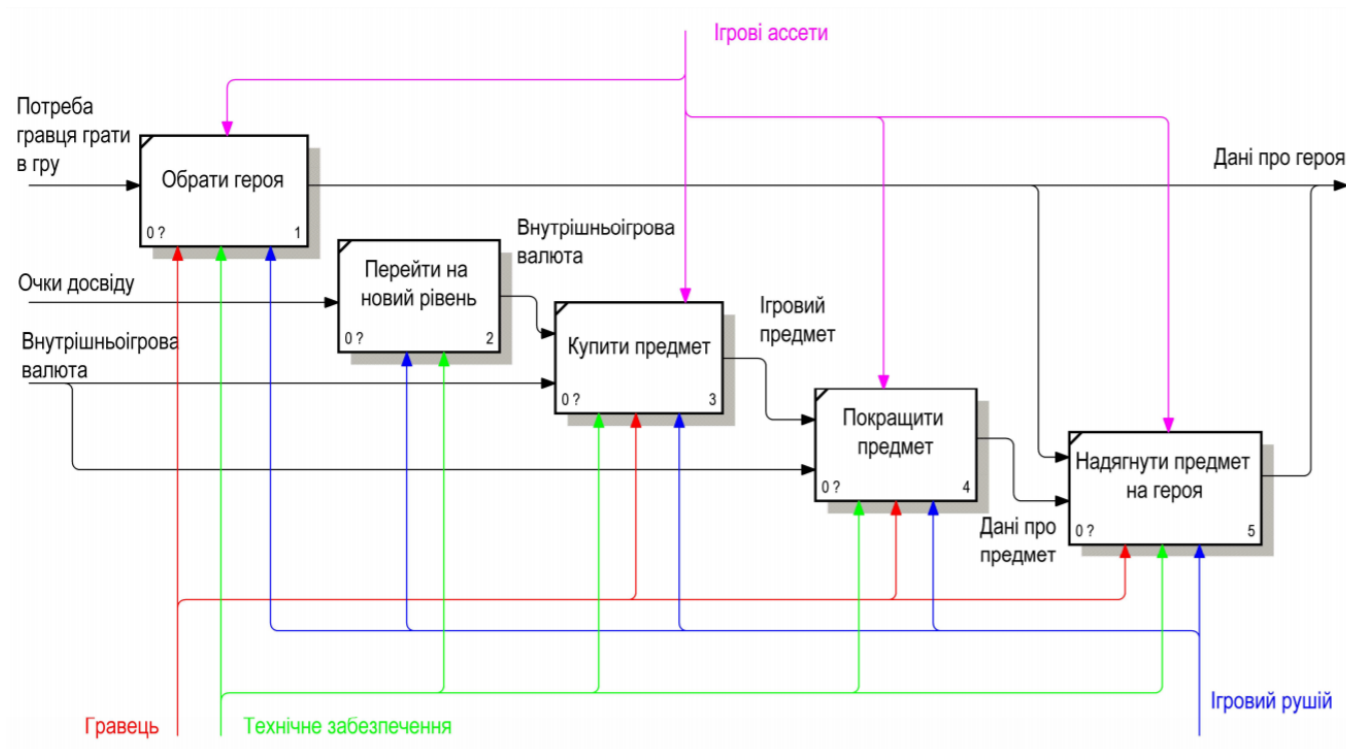 Ігрові ассети
Потреба
гравця грати
в гру
Обрати героя
0 ?
1
Дані про героя
Очки досвіду
Перейти на
новий рівень
0 ?
2
Внутрішньоігрова
валюта
Внутрішньоігрова
валюта
Купити предмет
0 ?
3
Ігровий
предмет
Покращити
предмет
0 ?
4
Дані про
предмет
Надягнути предмет
на героя
0 ?
5
Гравець
Технічне забезпечення
Ігровий рушій